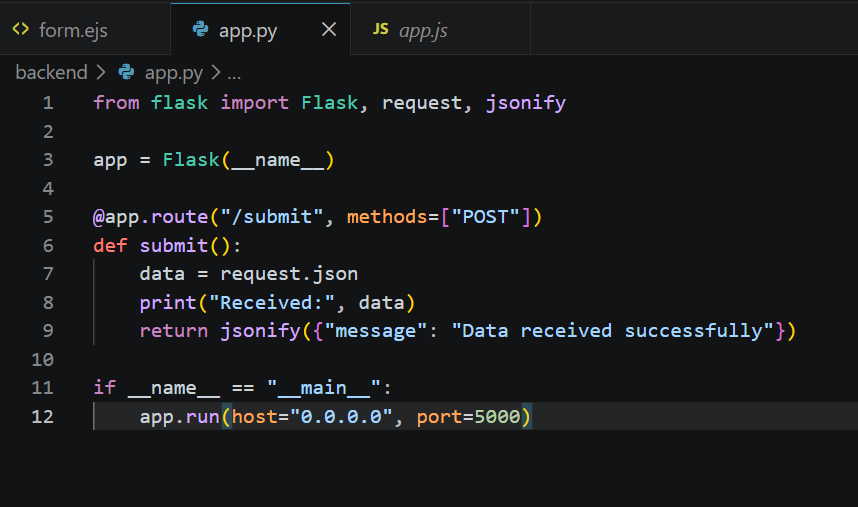 form.ejs app.py JS app.js
backend > app.py > ...
1 from flask import Flask, request, jsonify
2
3 app = Flask(__name__)
4
5 @app.route("/submit", methods=["POST"])
6 def submit():
7     data = request.json
8     print("Received:", data)
9     return jsonify({"message": "Data received successfully"})
10
11 if __name__ == "__main__":
12     app.run(host="0.0.0.0", port=5000)